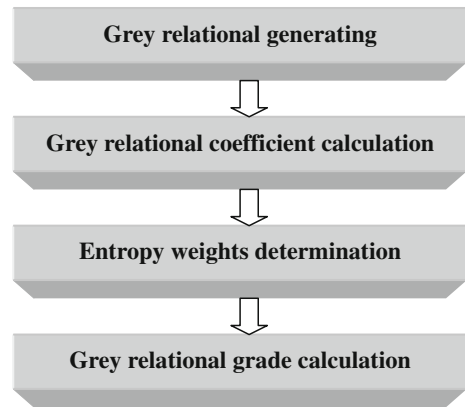 Grey relational generating
Grey relational coefficient calculation
Entropy weights determination
Grey relational grade calculation